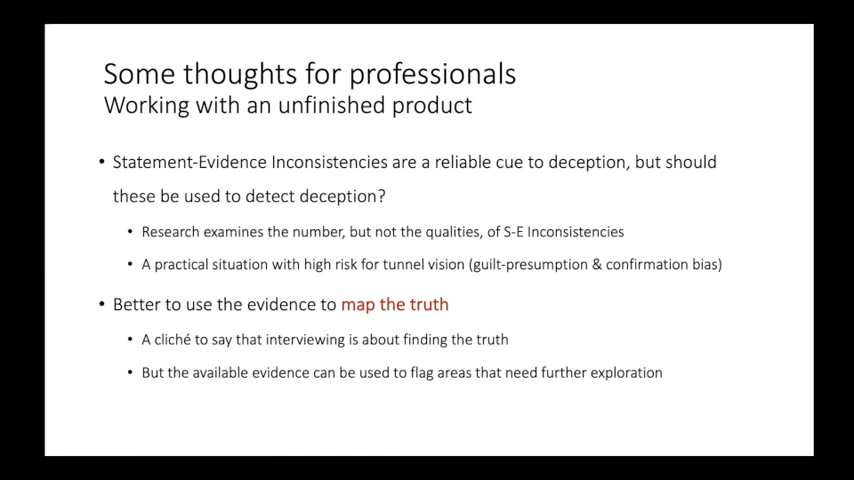 Some thoughts for professionals
Working with an unfinished product
• Statement-Evidence Inconsistencies are a reliable cue to deception, but should
these be used to detect deception?
• Research examines the number, but not the qualities, of S-E Inconsistencies
• A practical situation with high risk for tunnel vision (guilt-presumption & confirmation bias)
• Better to use the evidence to map the truth
• A cliché to say that interviewing is about finding the truth
• But the available evidence can be used to flag areas that need further exploration